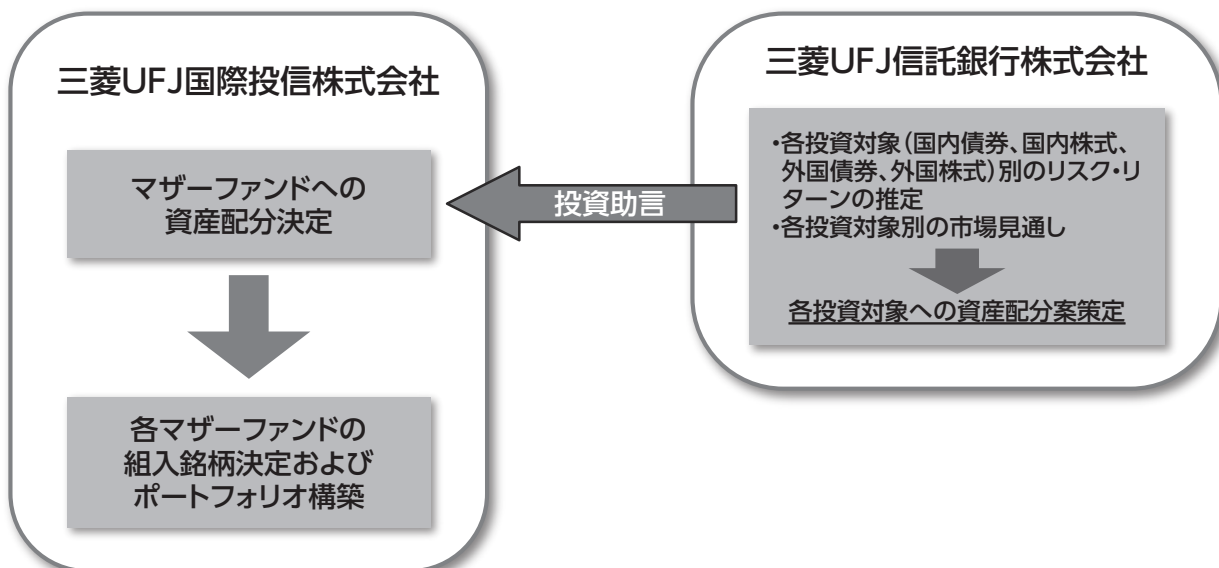 三菱UFJ国際投信株式会社
マザーファンドへの
資産配分決定
各マザーファンドの
組入銘柄決定および
ポートフォリオ構築
投資助言
三菱UFJ信託銀行株式会社
・各投資対象（国内債券、国内株式、
外国債券、外国株式）別のリスク・リ
ターンの推定
・各投資対象別の市場見通し
各投資対象への資産配分案策定